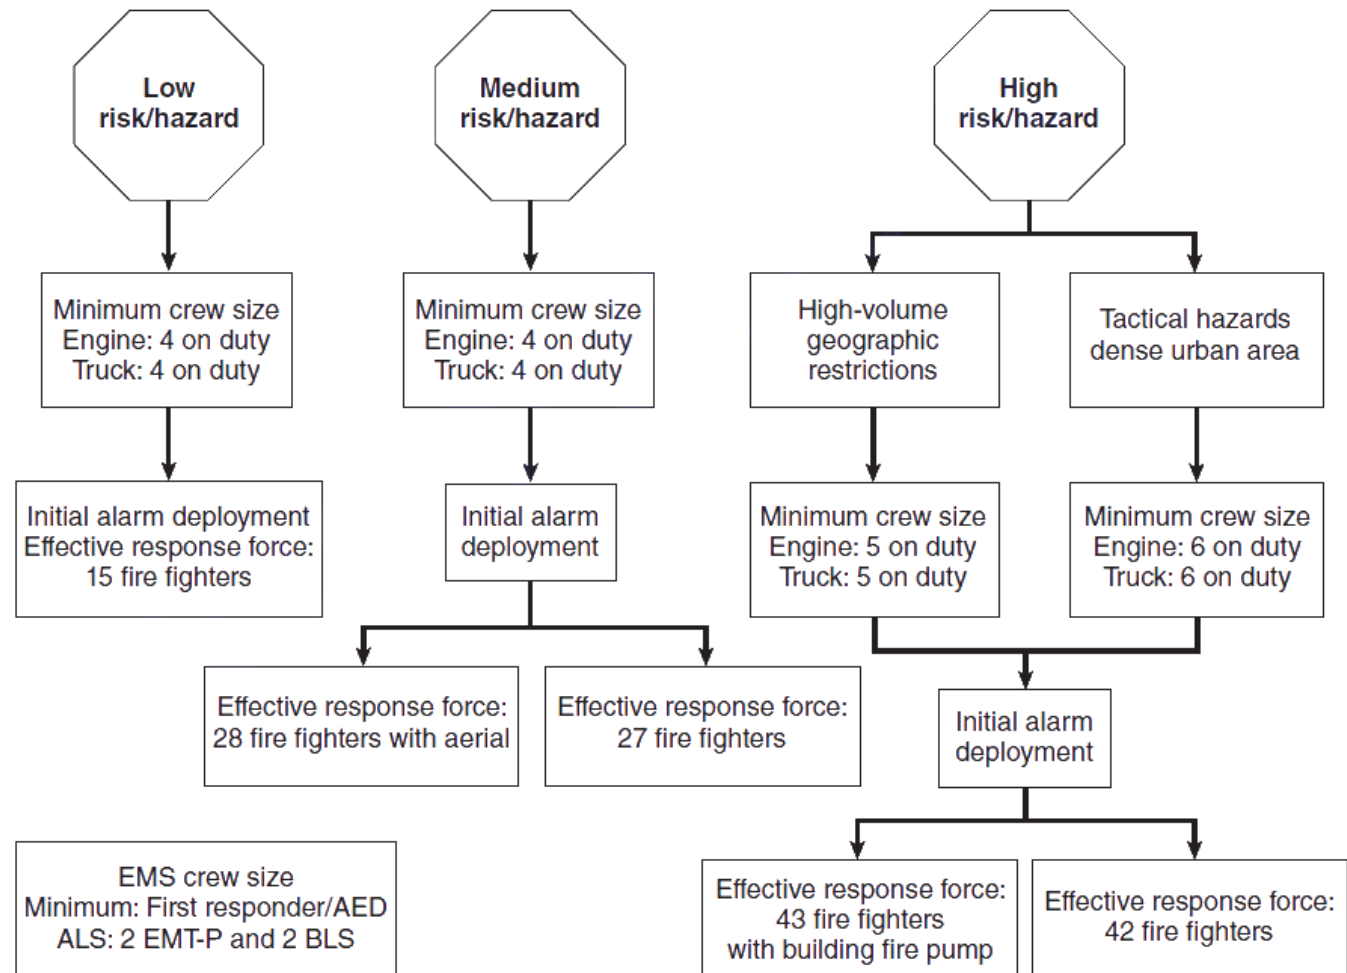 Low
risk/hazard
Medium
risk/hazard
High
risk/hazard
Minimum crew size
Engine: 4 on duty
Truck: 4 on duty
Minimum crew size
Engine: 4 on duty
Truck: 4 on duty
High-volume
geographic
restrictions
Tactical hazards
dense urban area
Initial alarm deployment
Effective response force:
15 fire fighters
Initial alarm
deployment
Minimum crew size
Engine: 5 on duty
Truck: 5 on duty
Minimum crew size
Engine: 6 on duty
Truck: 6 on duty
Effective response force:
28 fire fighters with aerial
Effective response force:
27 fire fighters
Initial alarm
deployment
EMS crew size
Minimum: First responder/AED
ALS: 2 EMT-P and 2 BLS
Effective response force:
43 fire fighters
with building fire pump
Effective response force:
42 fire fighters